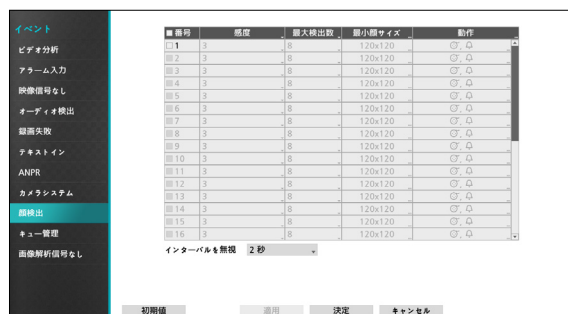 イベント
ビデオ分析
アラーム入力
映像信号なし
オーディオ検出
録画失敗
テキストイン
ANPR
カメラシステム
顔検出
キュー管理
画像解析信号なし
番号 感度 最大検出数 最小顔サイズ 動作
1 3 8 120x120
2 3 8 120x120
3 3 8 120x120
4 3 8 120x120
5 3 8 120x120
6 3 8 120x120
7 3 8 120x120
8 3 8 120x120
9 3 8 120x120
10 3 8 120x120
11 3 8 120x120
12 3 8 120x120
13 3 8 120x120
14 3 8 120x120
15 3 8 120x120
16 3 8 120x120
インターバルを無視 2 秒
初期値 適用 決定 キャンセル